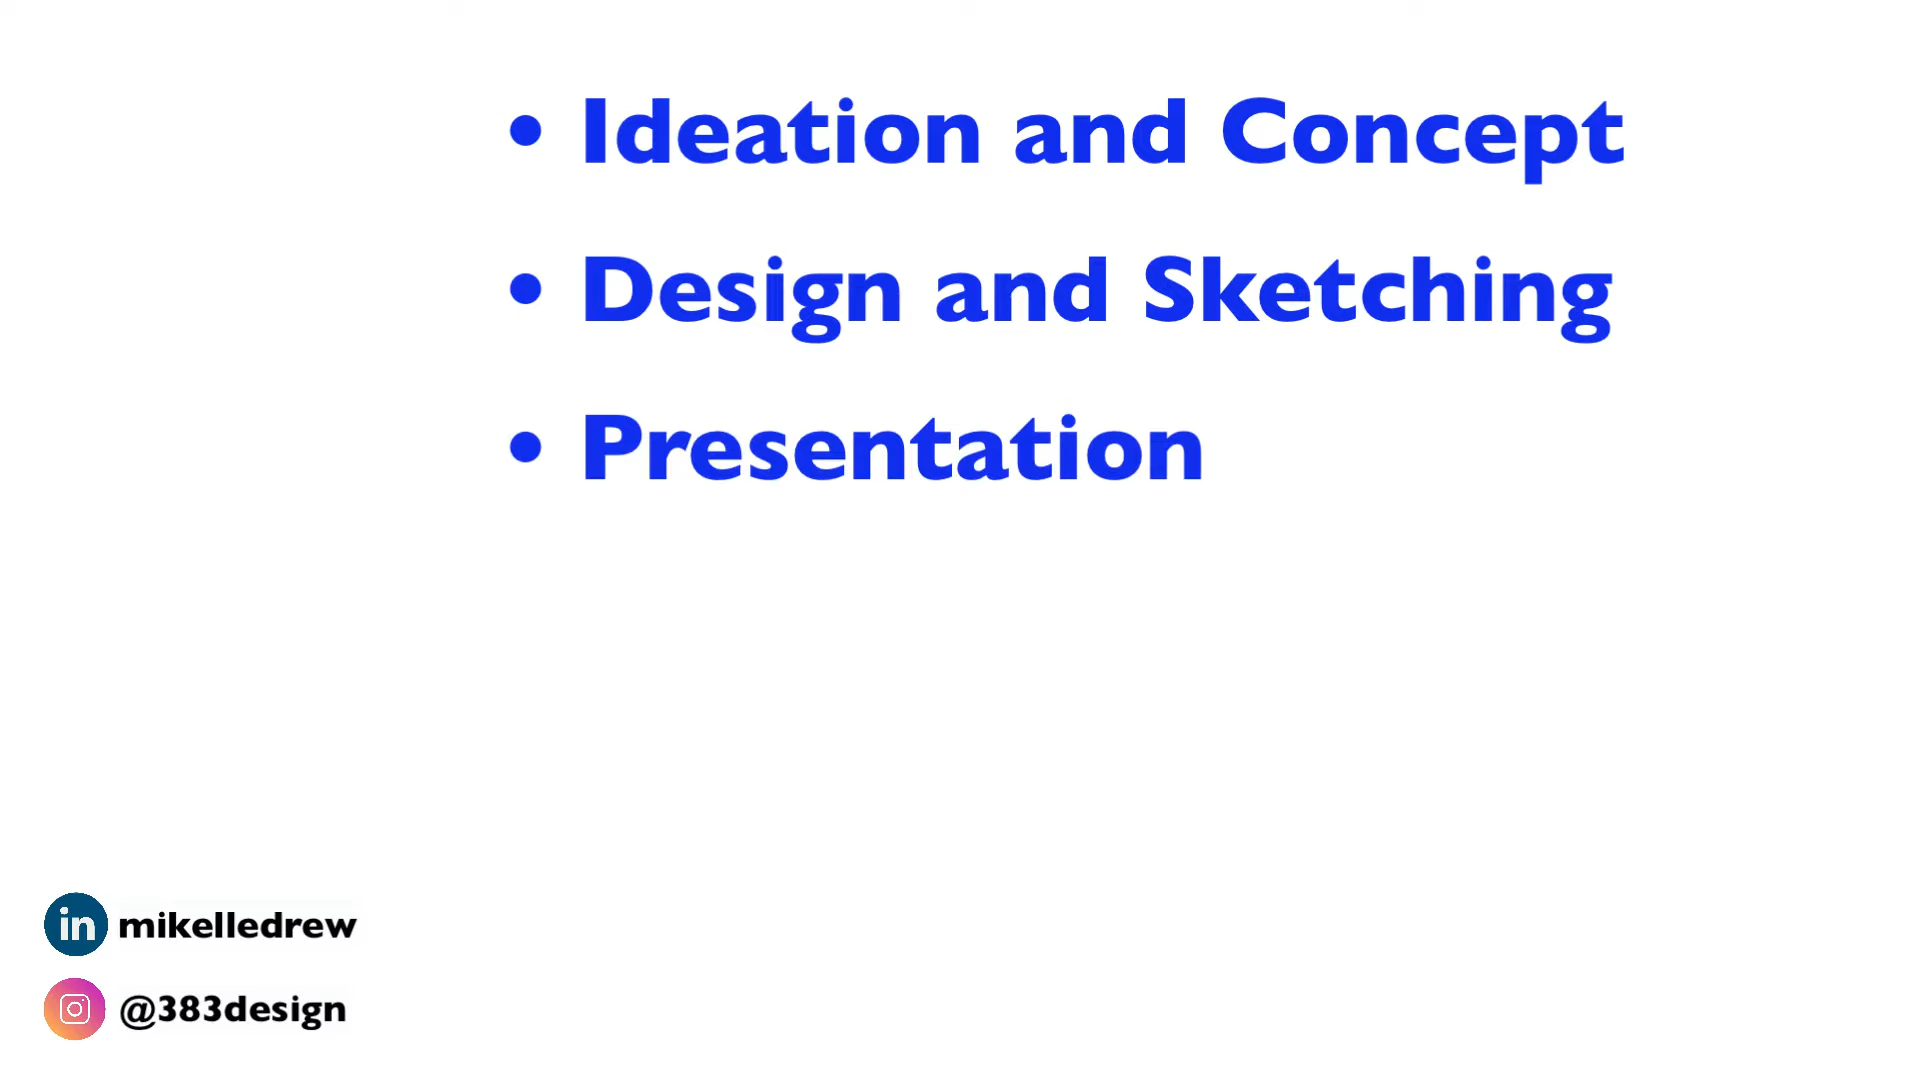 • Ideation and Concept
• Design and Sketching
• Presentation
in mikelledrew
@383design